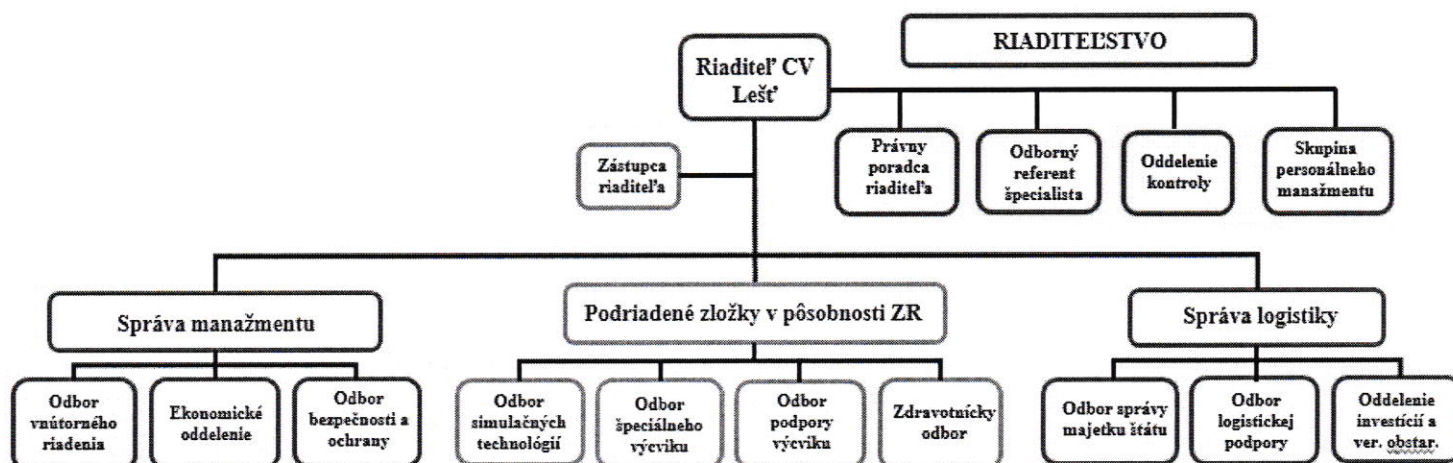 RIADITEĽSTVO
Riaditeľ CV
Lešť
Právny
poradca
riaditeľa
Odborný
referent
špecialista
Oddelenie
kontroly
Skupina
personálneho
manažmentu
Zástupca
riaditeľa
Správa manažmentu
Podriadené zložky v pôsobnosti ZR
Správa logistiky
Odbor
vnútorného
riadenia
Ekonomické
oddelenie
Odbor
bezpečnosti a
ochrany
Odbor
simulačných
technológií
Odbor
špeciálneho
výcviku
Odbor
podpory
výcviku
Zdravotnícky
odbor
Odbor správy
majetku štátu
Odbor
logistickej
podpory
Oddelenie
investícií a
ver. obstar.